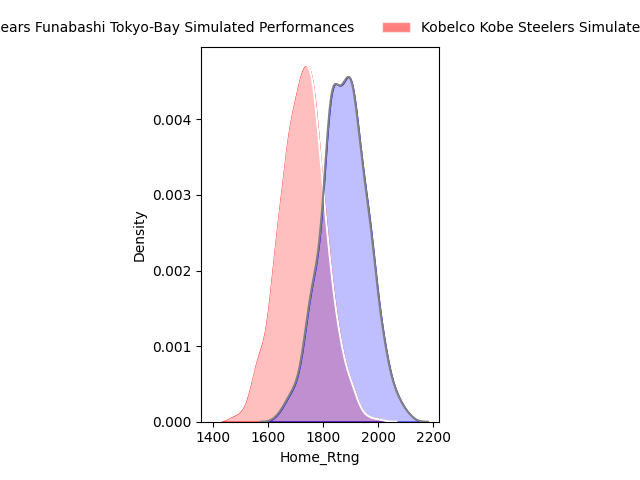 ears Funabashi Tokyo-Bay Simulated Performances
Kobelco Kobe Steelers Simulate
0.004
0.003
0.002
0.001
0.000
Density
1400 1600 1800 2000 2200
Home_Rtng